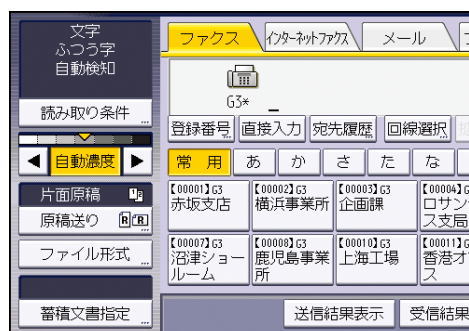 文字
ふつう字
自動検知
読み取り条件
自動濃度
片面原稿
原稿送り
ファイル形式
蓄積文書指定
ファクス
インターネットファクス
メール
G3*
登録番号
直接入力
宛先履歴
回線選択
常用
あ
か
さ
た
な
【00001】G3
赤坂支店
【00002】G3
横浜事業所
【00003】G3
企画課
【00004】G
ロサン
ス支局
【00007】G3
沼津ショー
ルーム
【00008】G3
鹿児島事業
所
【00010】G3
上海工場
【00011】G
香港オ
ス
送信結果表示
受信結果